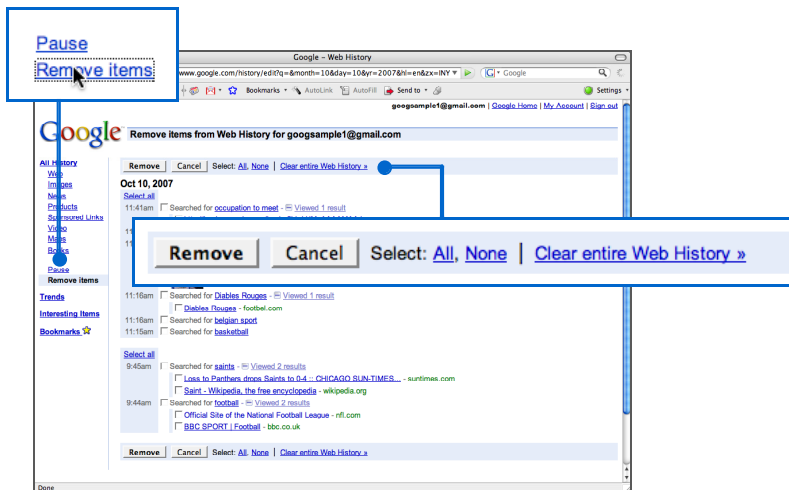 Pause
Remove items
Google - Web History
www.google.com/history/edit?q=&month=10&day=10&yr=2007&hl=en&zx=INY
Google
Bookmarks
AutoLink
AutoFill
Send to
Settings
googsample1@gmail.com | Google Home | My Account | Sign out
Google
Remove items from Web History for googsample1@gmail.com
All History
Web
Images
News
Products
Sponsored Links
Video
Maps
Books
Pause
Remove items
Trends
Interesting Items
Bookmarks
Remove Cancel Select: All, None | Clear entire Web History »
Oct 10, 2007
Select all
11:41am Searched for occupation to meet - Viewed 1 result
Remove Cancel Select: All, None | Clear entire Web History »
11:16am Searched for Diables Rouges - Viewed 1 result
Diables Rouges - footbel.com
11:16am Searched for belgian sport
11:15am Searched for basketball
Select all
9:45am Searched for saints - Viewed 2 results
Loss to Panthers drops Saints to 0-4 :: CHICAGO SUN-TIMES... - suntimes.com
Saint - Wikipedia, the free encyclopedia - wikipedia.org
9:44am Searched for football - Viewed 2 results
Official Site of the National Football League - nfl.com
BBC SPORT | Football - bbc.co.uk
Remove Cancel Select: All, None | Clear entire Web History »
Done